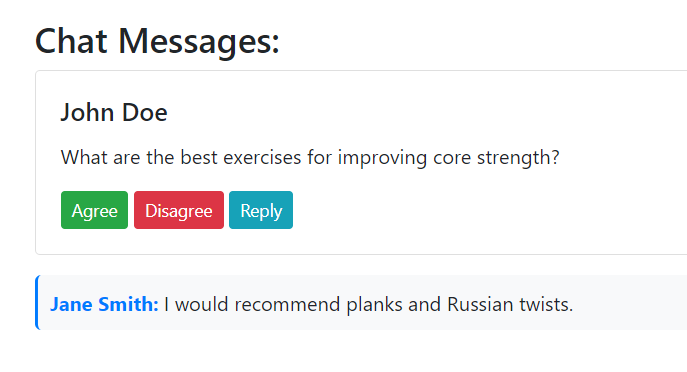 Chat Messages:
John Doe
What are the best exercises for improving core strength?
Agree Disagree Reply
Jane Smith: I would recommend planks and Russian twists.